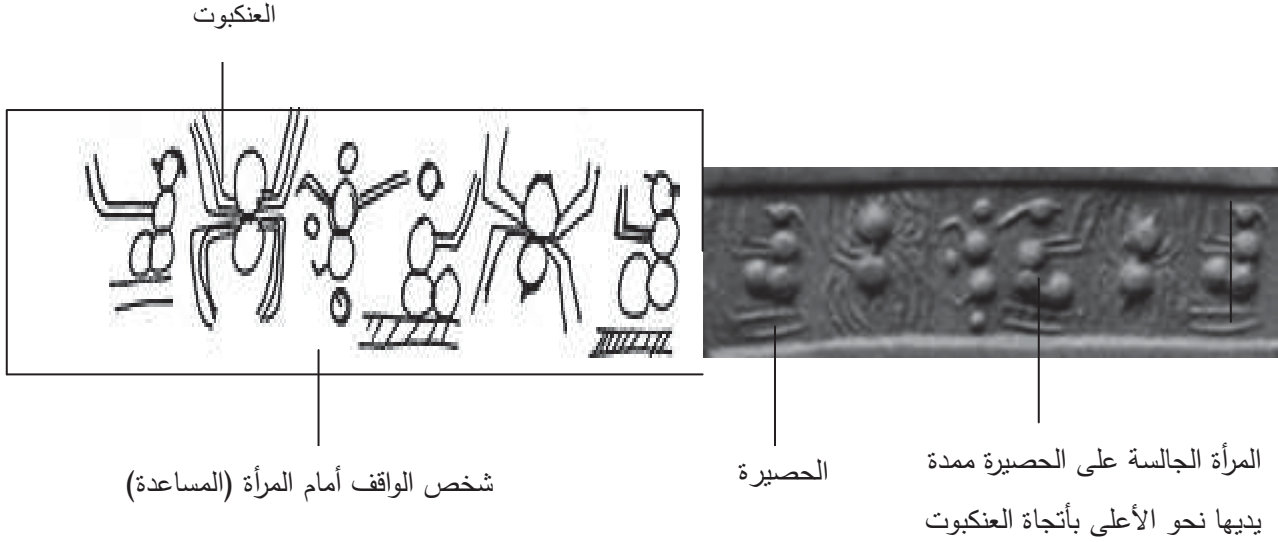 العنكبوت
المرأة الجالسة على الحصيرة ممدة
يديها نحو الأعلى بأتجاة العنكبوت
الحصيرة
شخص الواقف أمام المرأة (المساعدة)